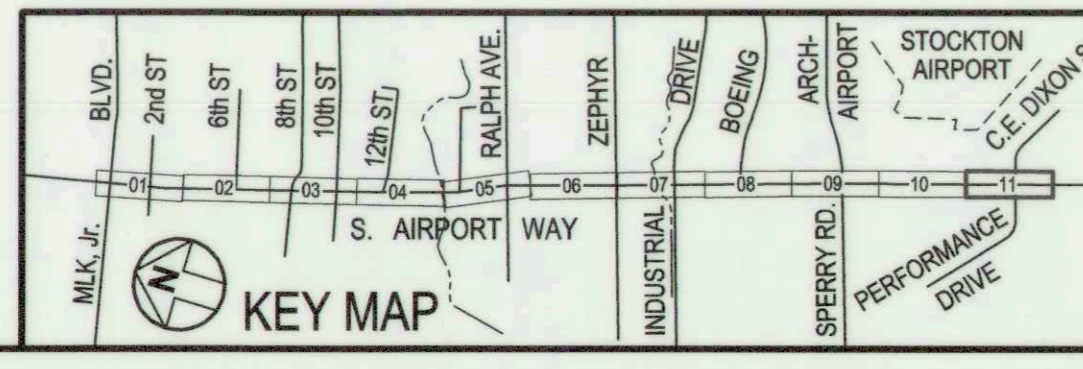 MLK, Jr. BLVD.
2nd ST
6th ST
8th ST
10th ST
12th ST
RALPH AVE.
ZEPHYR
INDUSTRIAL DRIVE
BOEING
ARCH-
AIRPORT
SPERRY RD.
STOCKTON
AIRPORT
C.E. DIXON
PERFORMANCE
DRIVE
01
02
03
04
05
06
07
08
09
10
11
S. AIRPORT WAY
N
KEY MAP